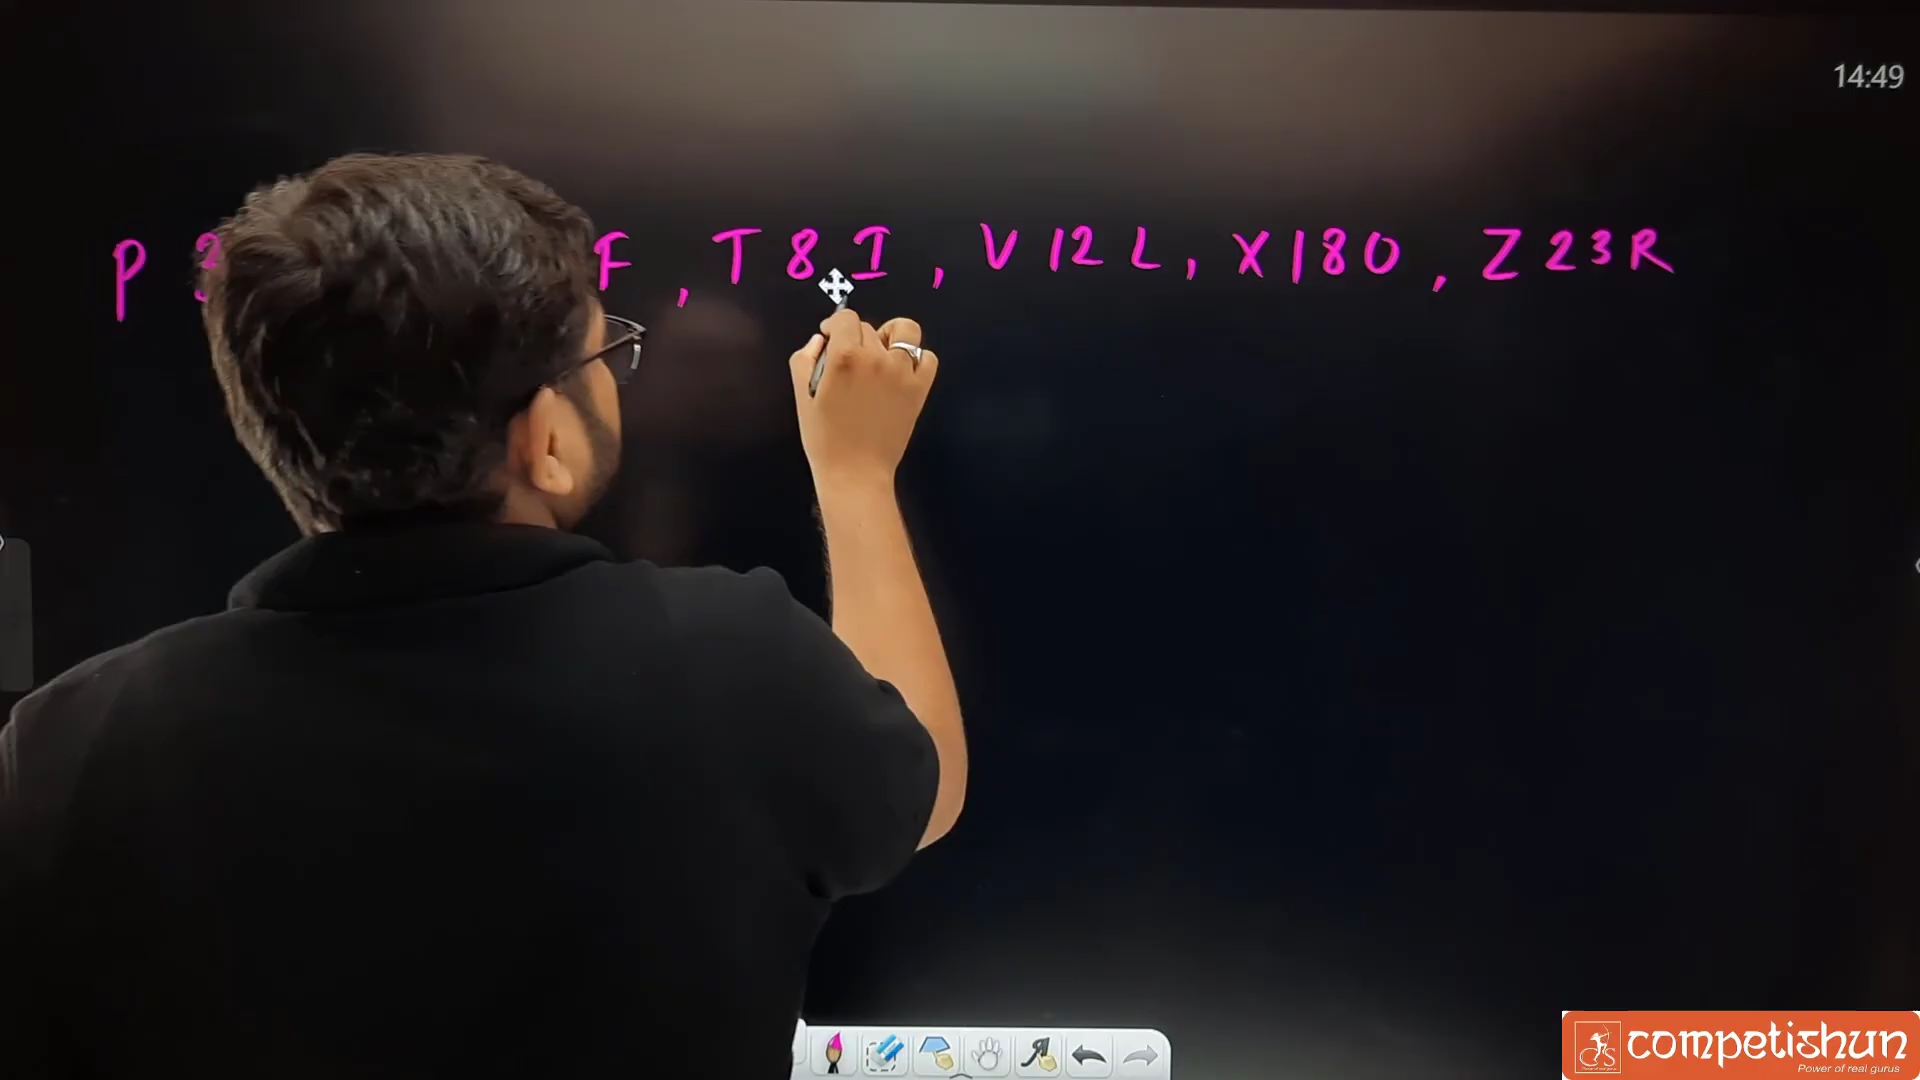 14:49
P F , T 8 I , V 12 L , X 18 O , Z 23 R
competishun
Power of real gurus